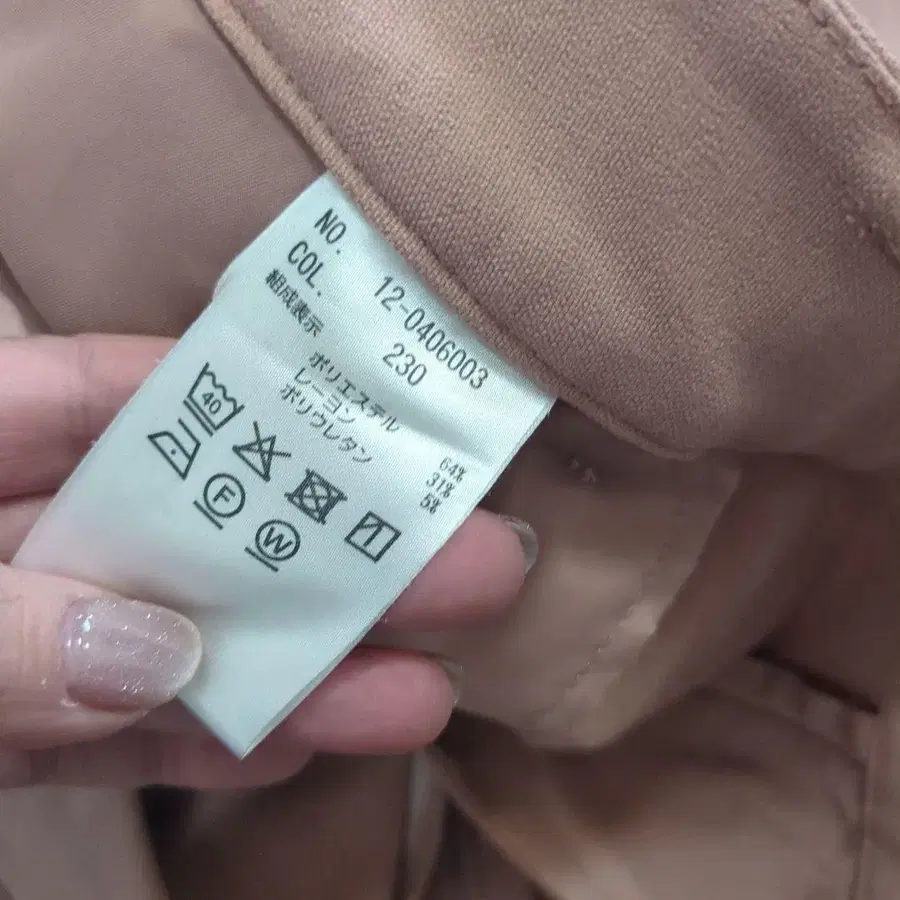 NO. 12-0406003
COL. 230
組成表示
ポリエステル 64%
レーヨン 31%
ポリウレタン 5%
40
F
W